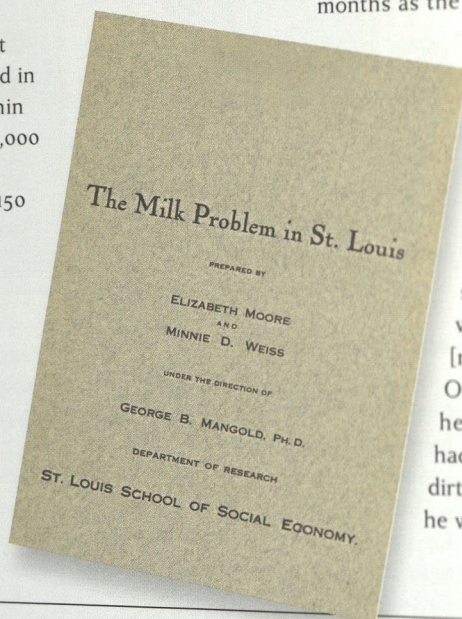 months as the
t
d in
hin
,000
150
The Milk Problem in St. Louis
PREPARED BY
ELIZABETH MOORE
AND
MINNIE D. WEISS
UNDER THE DIRECTION OF
GEORGE B. MANGOLD, PH. D.
DEPARTMENT OF RESEARCH
ST. LOUIS SCHOOL OF SOCIAL ECONOMY.
[
O
he
had
dirt
he w